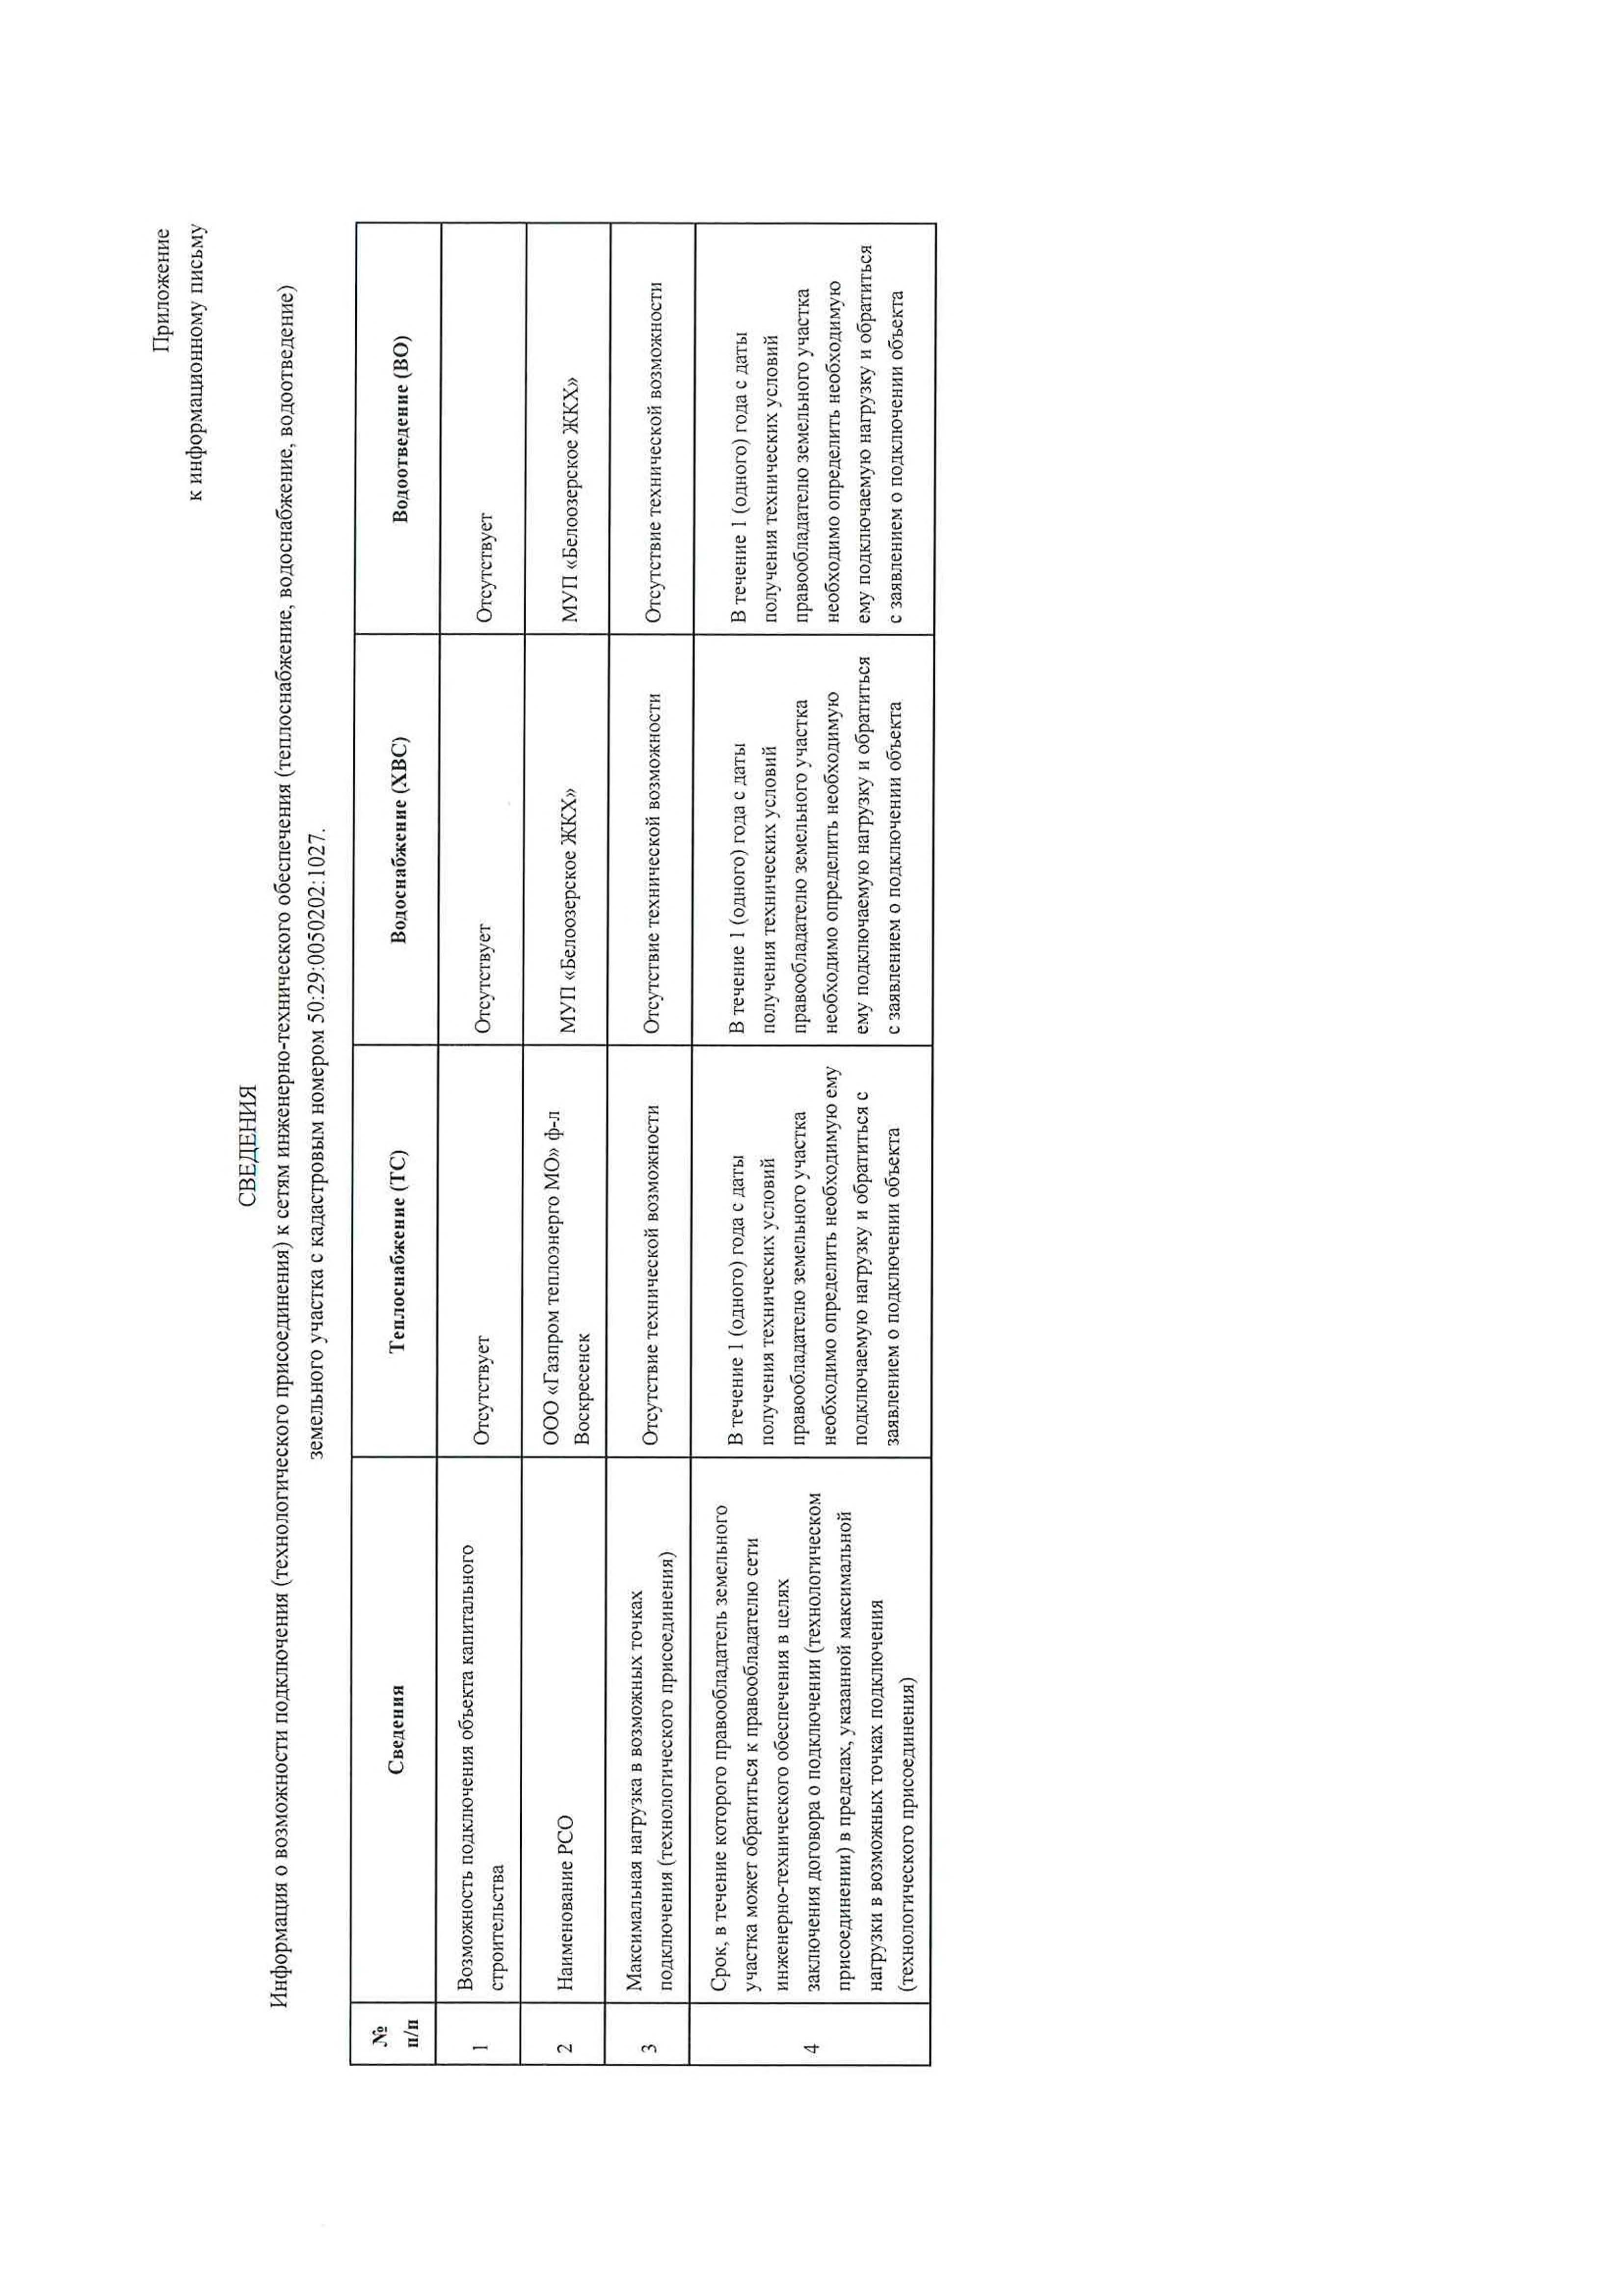 Приложение
к информационному письму
СВЕДЕНИЯ
Информация о возможности подключения (технологического присоединения) к сетям инженерно-технического обеспечения (теплоснабжение, водоснабжение, водоотведение)
земельного участка с кадастровым номером 50:29:0050202:1027.
№
п/п
Сведения
Теплоснабжение (ТС)
Водоснабжение (ХВС)
Водоотведение (ВО)
1
Возможность подключения объекта капитального
строительства
Отсутствует
Отсутствует
Отсутствует
2
Наименование РСО
ООО «Газпром теплоэнерго МО» ф-л
Воскресенск
МУП «Белоозерское ЖКХ»
МУП «Белоозерское ЖКХ»
3
Максимальная нагрузка в возможных точках
подключения (технологического присоединения)
Отсутствие технической возможности
Отсутствие технической возможности
Отсутствие технической возможности
4
Срок, в течение которого правообладатель земельного
участка может обратиться к правообладателю сети
инженерно-технического обеспечения в целях
заключения договора о подключении (технологическом
присоединении) в пределах, указанной максимальной
нагрузки в возможных точках подключения
(технологического присоединения)
В течение 1 (одного) года с даты
получения технических условий
правообладателю земельного участка
необходимо определить необходимую ему
подключаемую нагрузку и обратиться с
заявлением о подключении объекта
В течение 1 (одного) года с даты
получения технических условий
правообладателю земельного участка
необходимо определить необходимую
ему подключаемую нагрузку и обратиться
с заявлением о подключении объекта
В течение 1 (одного) года с даты
получения технических условий
правообладателю земельного участка
необходимо определить необходимую
ему подключаемую нагрузку и обратиться
с заявлением о подключении объекта